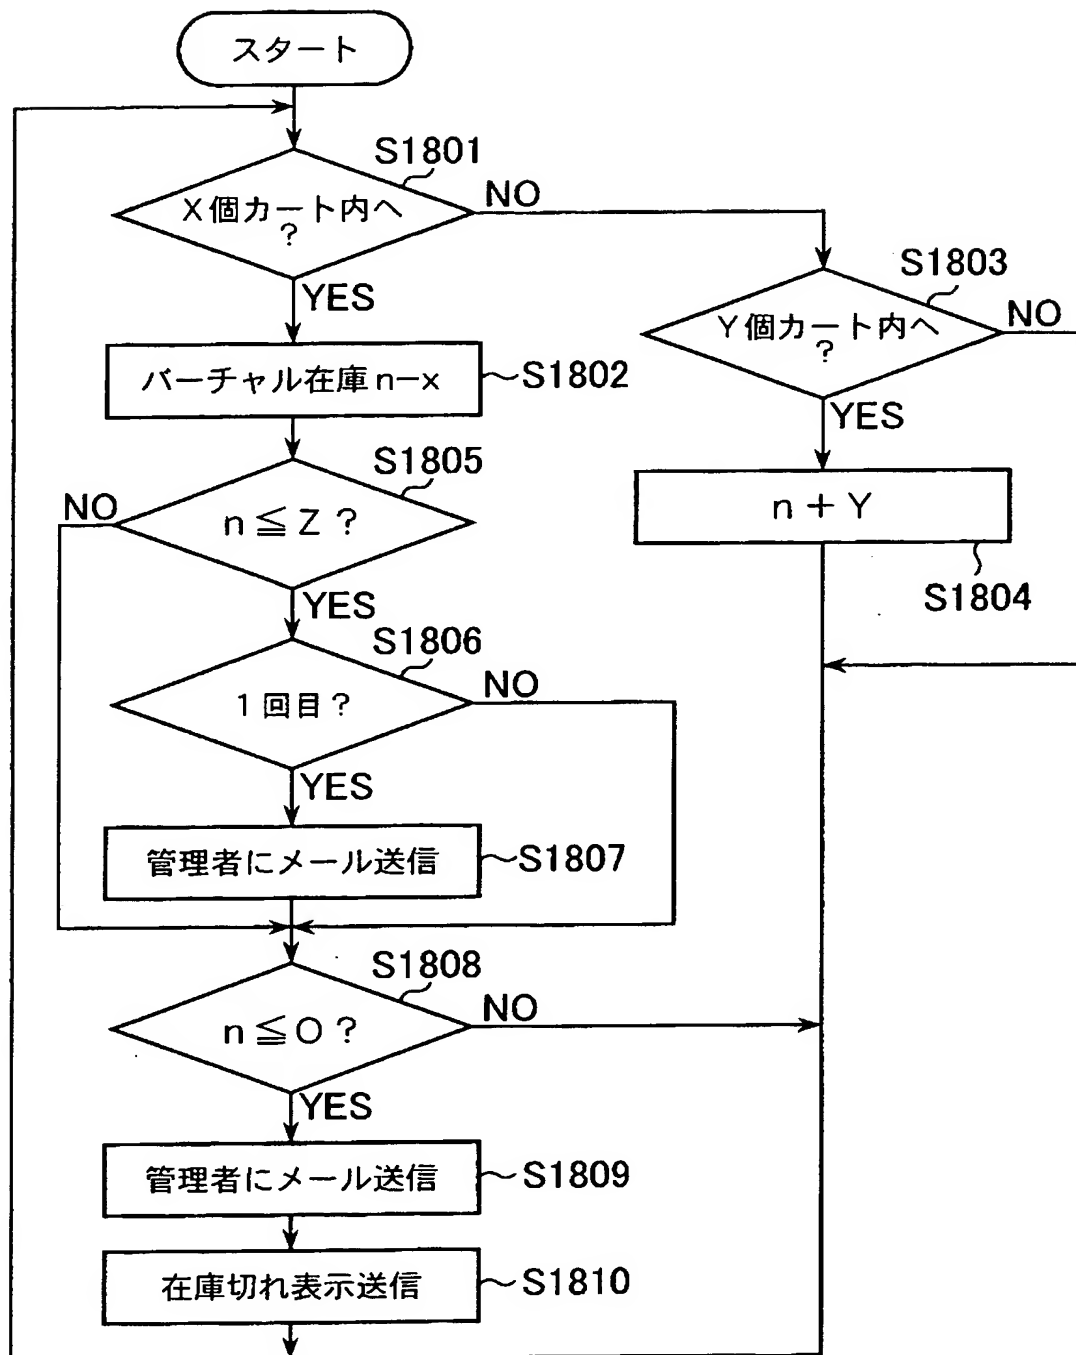 スタート
S1801
X個カート内へ
?
NO
YES
S1803
Y個カート内へ
?
NO
YES
バーチャル在庫n−x
S1802
S1805
NO
n≦Z?
YES
n+Y
S1804
S1806
1回目?
NO
YES
管理者にメール送信
S1807
S1808
n≦O?
NO
YES
管理者にメール送信
S1809
在庫切れ表示送信
S1810